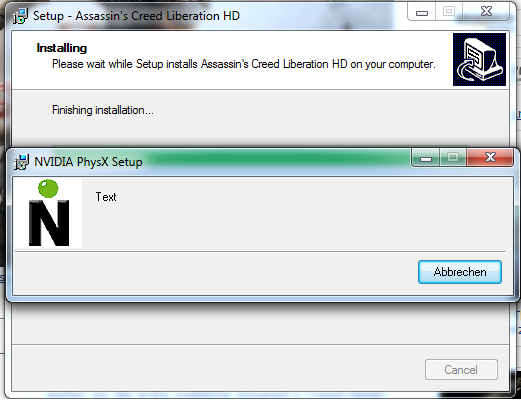 Setup - Assassin's Creed Liberation HD
Installing
Please wait while Setup installs Assassin's Creed Liberation HD on your computer.
Finishing installation...
NVIDIA PhysX Setup
N
Text
Abbrechen
Cancel